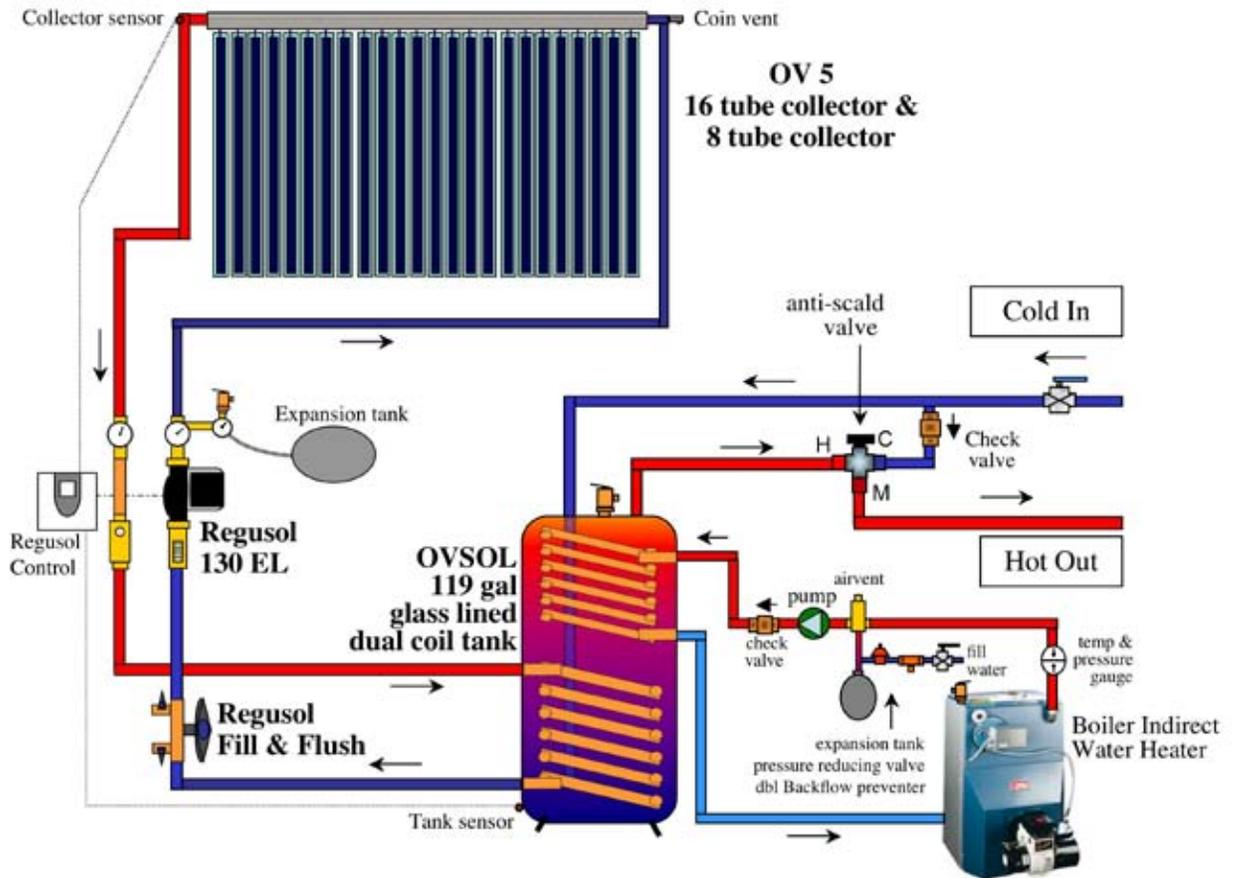 Collector sensor
Coin vent
OV 5
16 tube collector &
8 tube collector
anti-scald
valve
Cold In
Expansion tank
H
C
M
Check
valve
Regusol
Control
Regusol
130 EL
Hot Out
OVSOL
119 gal
glass lined
dual coil tank
airvent
pump
check
valve
fill
water
temp &
pressure
gauge
Regusol
Fill & Flush
Boiler Indirect
Water Heater
expansion tank
pressure reducing valve
dbl Backflow preventer
Tank sensor